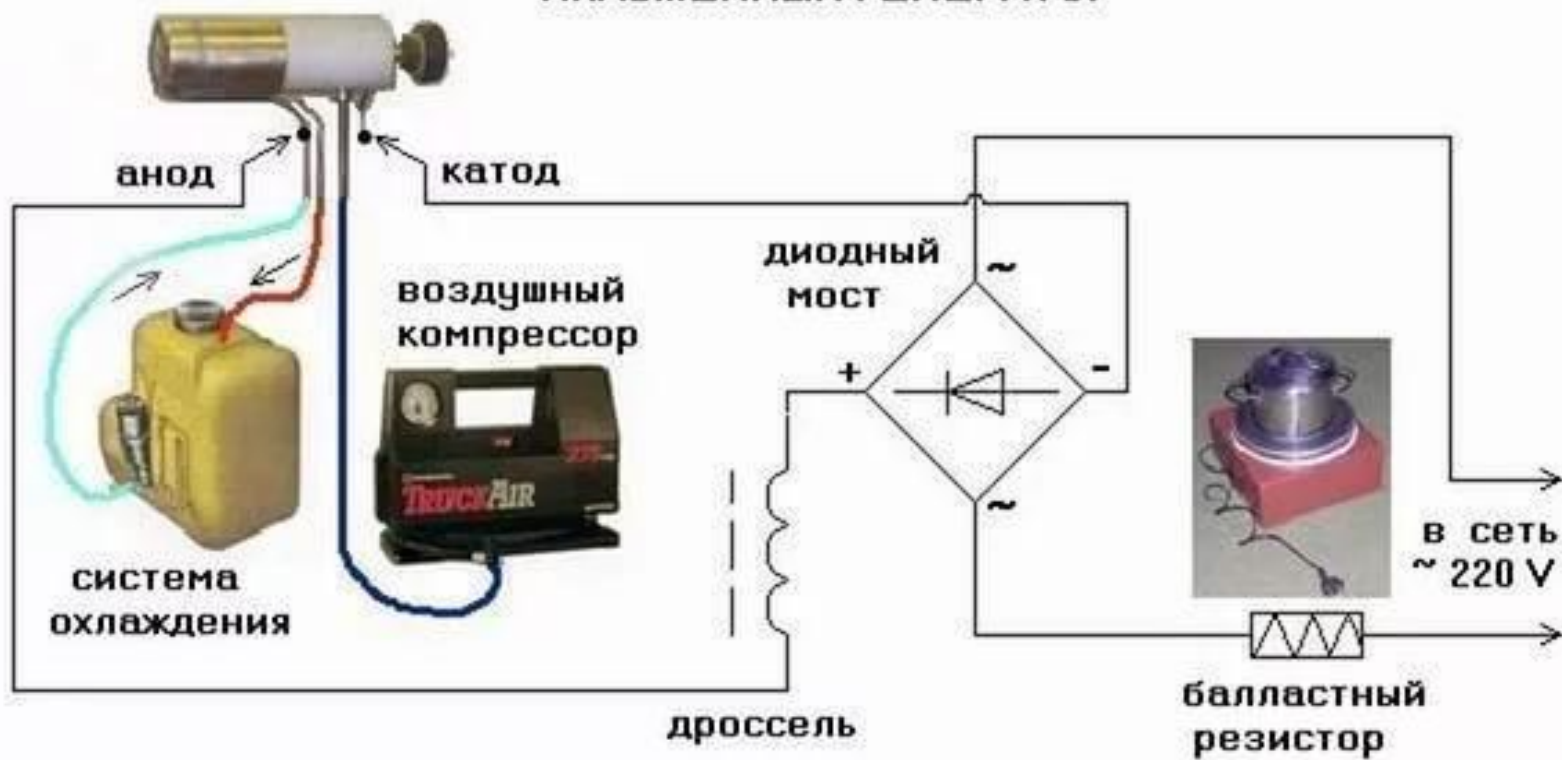 анод
катод
диодный
мост
~
воздушный
компрессор
+
-
TRUCKAIR
~
в сеть
~ 220 V
система
охлаждения
балластный
резистор
дроссель